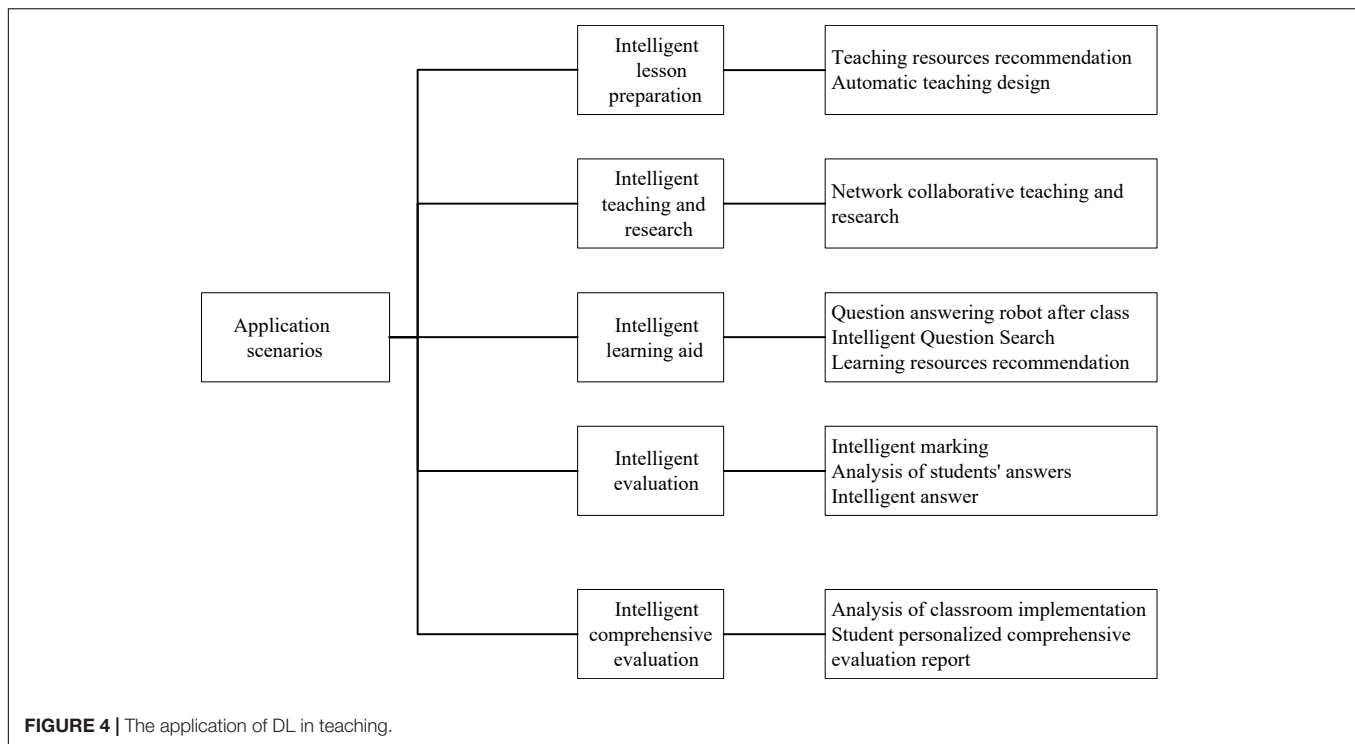 Intelligent
lesson
preparation
Teaching resources recommendation
Automatic teaching design
Intelligent
teaching and
research
Network collaborative teaching and
research
Application
scenarios
Intelligent
learning aid
Question answering robot after class
Intelligent Question Search
Learning resources recommendation
Intelligent
evaluation
Intelligent marking
Analysis of students' answers
Intelligent answer
Intelligent
comprehensive
evaluation
Analysis of classroom implementation
Student personalized comprehensive
evaluation report
FIGURE 4 | The application of DL in teaching.